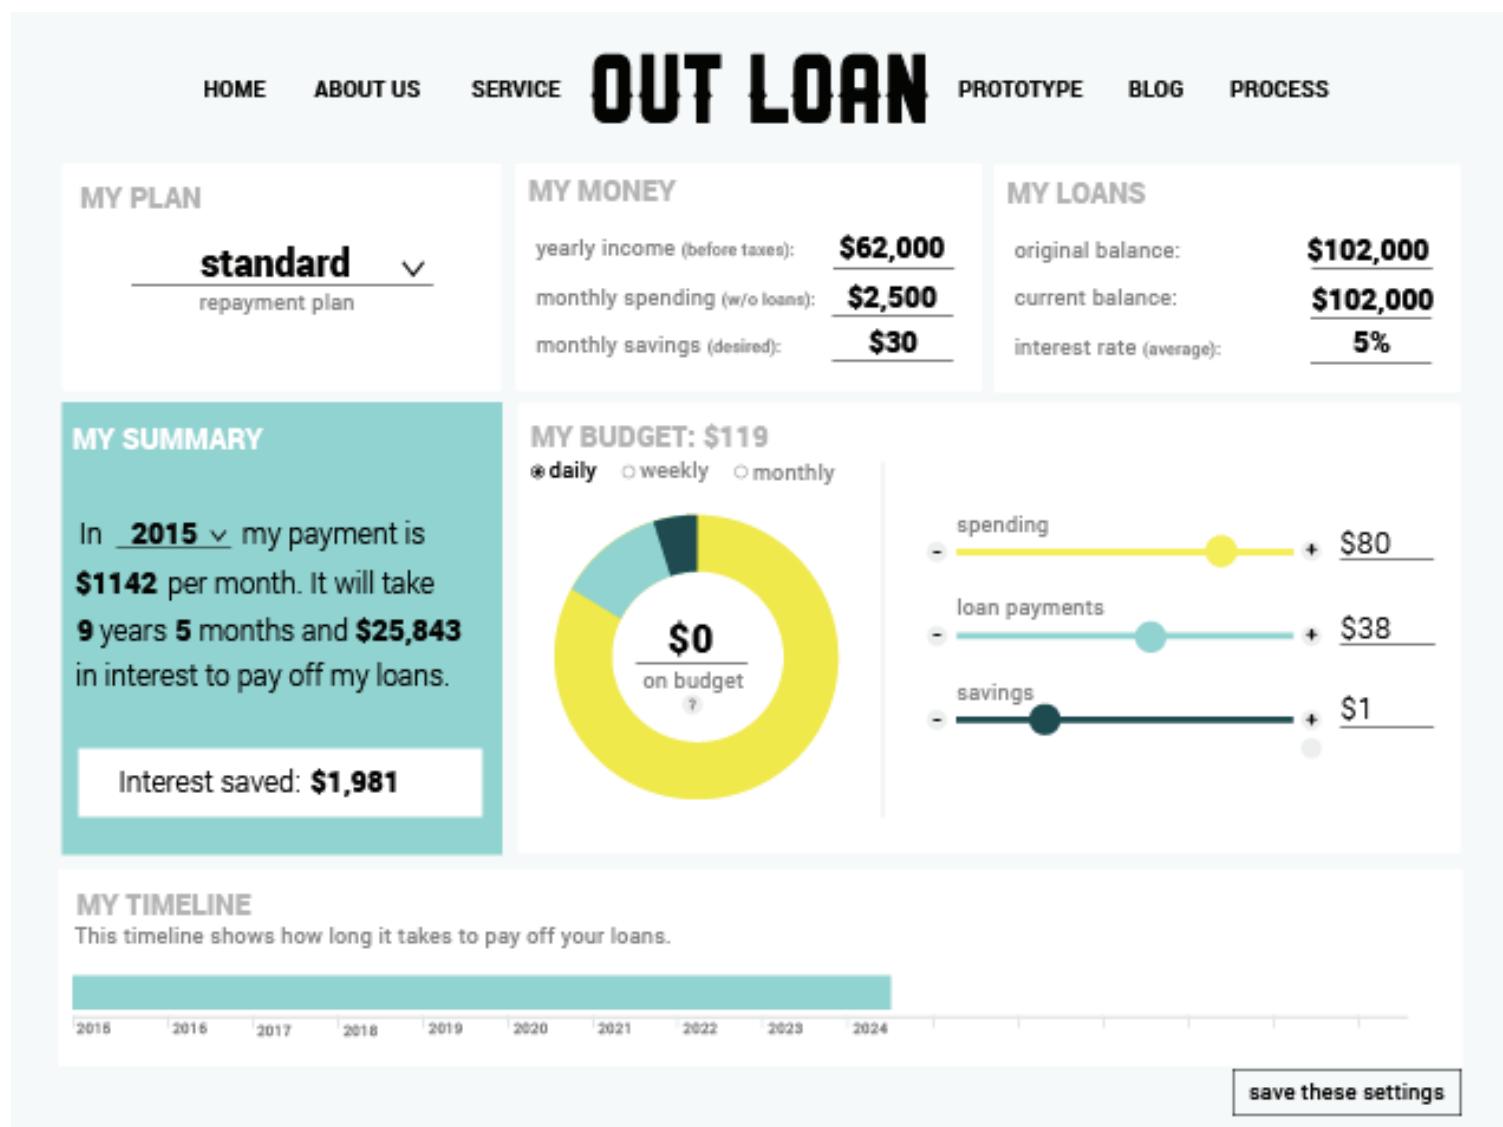 HOME ABOUT US SERVICE OUT LOAN PROTOTYPE BLOG PROCESS
MY PLAN
standard
repayment plan
MY MONEY
yearly income (before taxes): $62,000
monthly spending (w/o loans): $2,500
monthly savings (desired): $30
MY LOANS
original balance: $102,000
current balance: $102,000
interest rate (average): 5%
MY SUMMARY
In 2015 my payment is
$1142 per month. It will take
9 years 5 months and $25,843
in interest to pay off my loans.
Interest saved: $1,981
MY BUDGET: $119
daily weekly monthly
$0
on budget
?
spending
- + $80
loan payments
- + $38
savings
- + $1
MY TIMELINE
This timeline shows how long it takes to pay off your loans.
2015 2016 2017 2018 2019 2020 2021 2022 2023 2024
save these settings